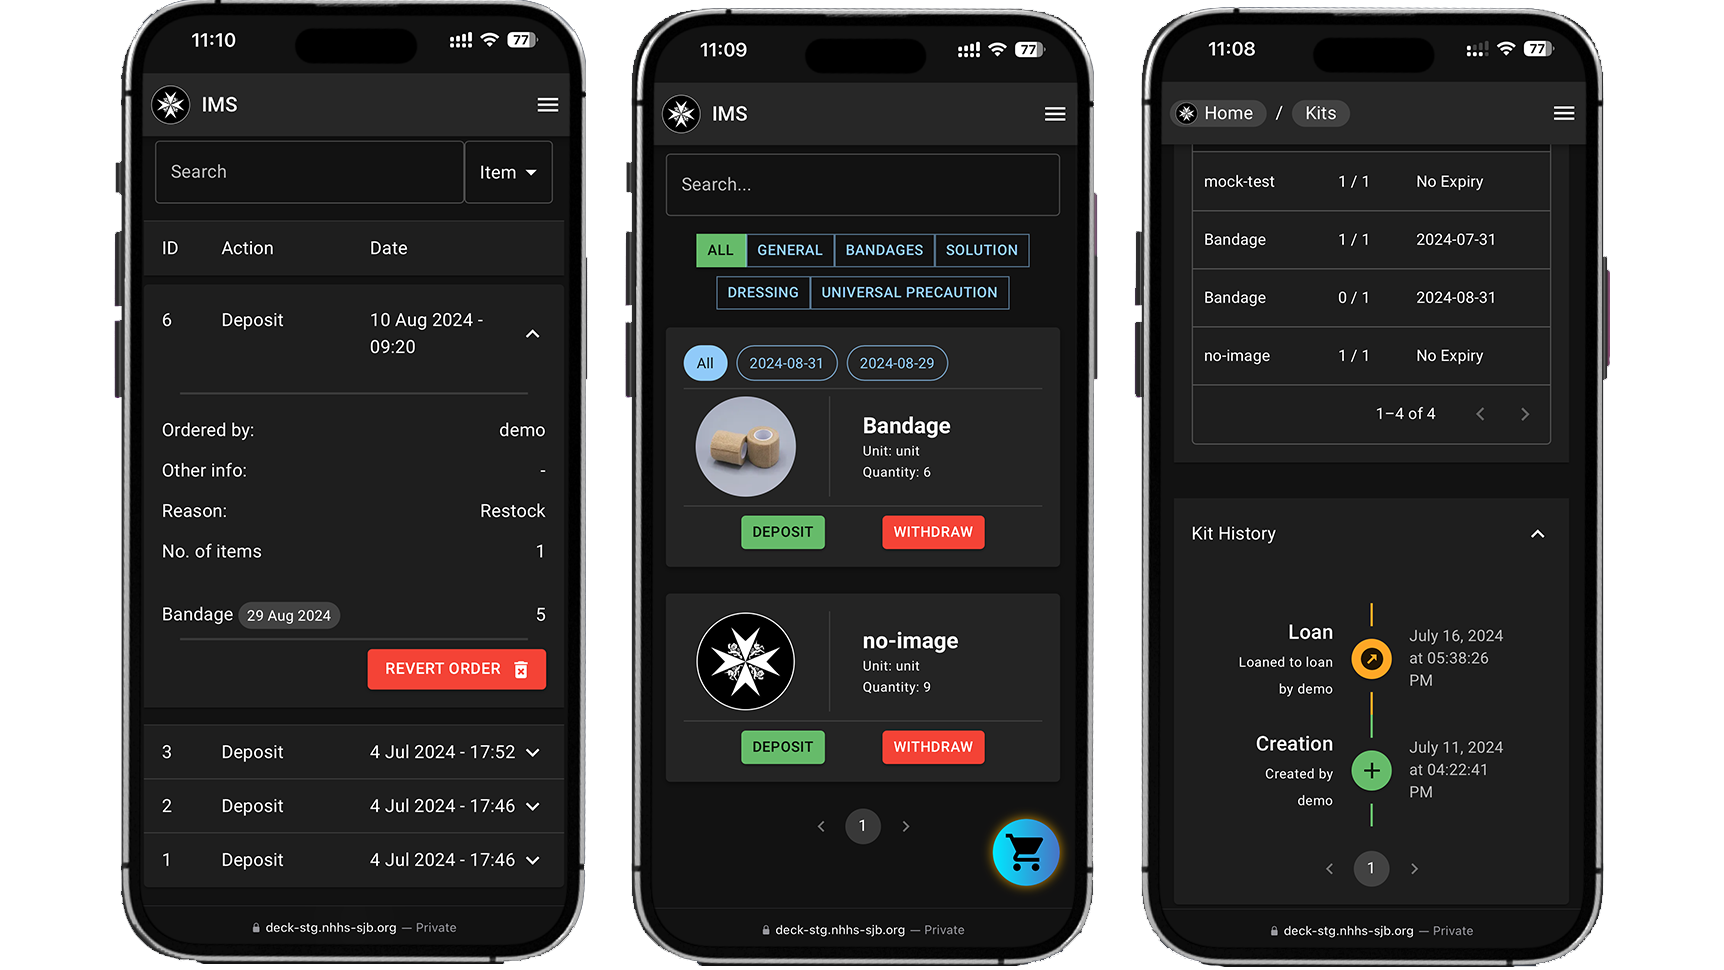 11:10
77
IMS
Search
Item
ID Action Date
6 Deposit 10 Aug 2024 -
09:20
Ordered by: demo
Other info: -
Reason: Restock
No. of items 1
Bandage 29 Aug 2024 5
REVERT ORDER
3 Deposit 4 Jul 2024 - 17:52
2 Deposit 4 Jul 2024 - 17:46
1 Deposit 4 Jul 2024 - 17:46
deck-stg.nhhs-sjb.org — Private
11:09
77
IMS
Search...
ALL GENERAL BANDAGES SOLUTION
DRESSING UNIVERSAL PRECAUTION
All 2024-08-31 2024-08-29
Bandage
Unit: unit
Quantity: 6
DEPOSIT WITHDRAW
no-image
Unit: unit
Quantity: 9
DEPOSIT WITHDRAW
1
deck-stg.nhhs-sjb.org — Private
11:08
77
Home / Kits
mock-test 1 / 1 No Expiry
Bandage 1 / 1 2024-07-31
Bandage 0 / 1 2024-08-31
no-image 1 / 1 No Expiry
1–4 of 4
Kit History
Loan
Loaned to loan
by demo
July 16, 2024
at 05:38:26
PM
Creation
Created by
demo
July 11, 2024
at 04:22:41
PM
1
deck-stg.nhhs-sjb.org — Private